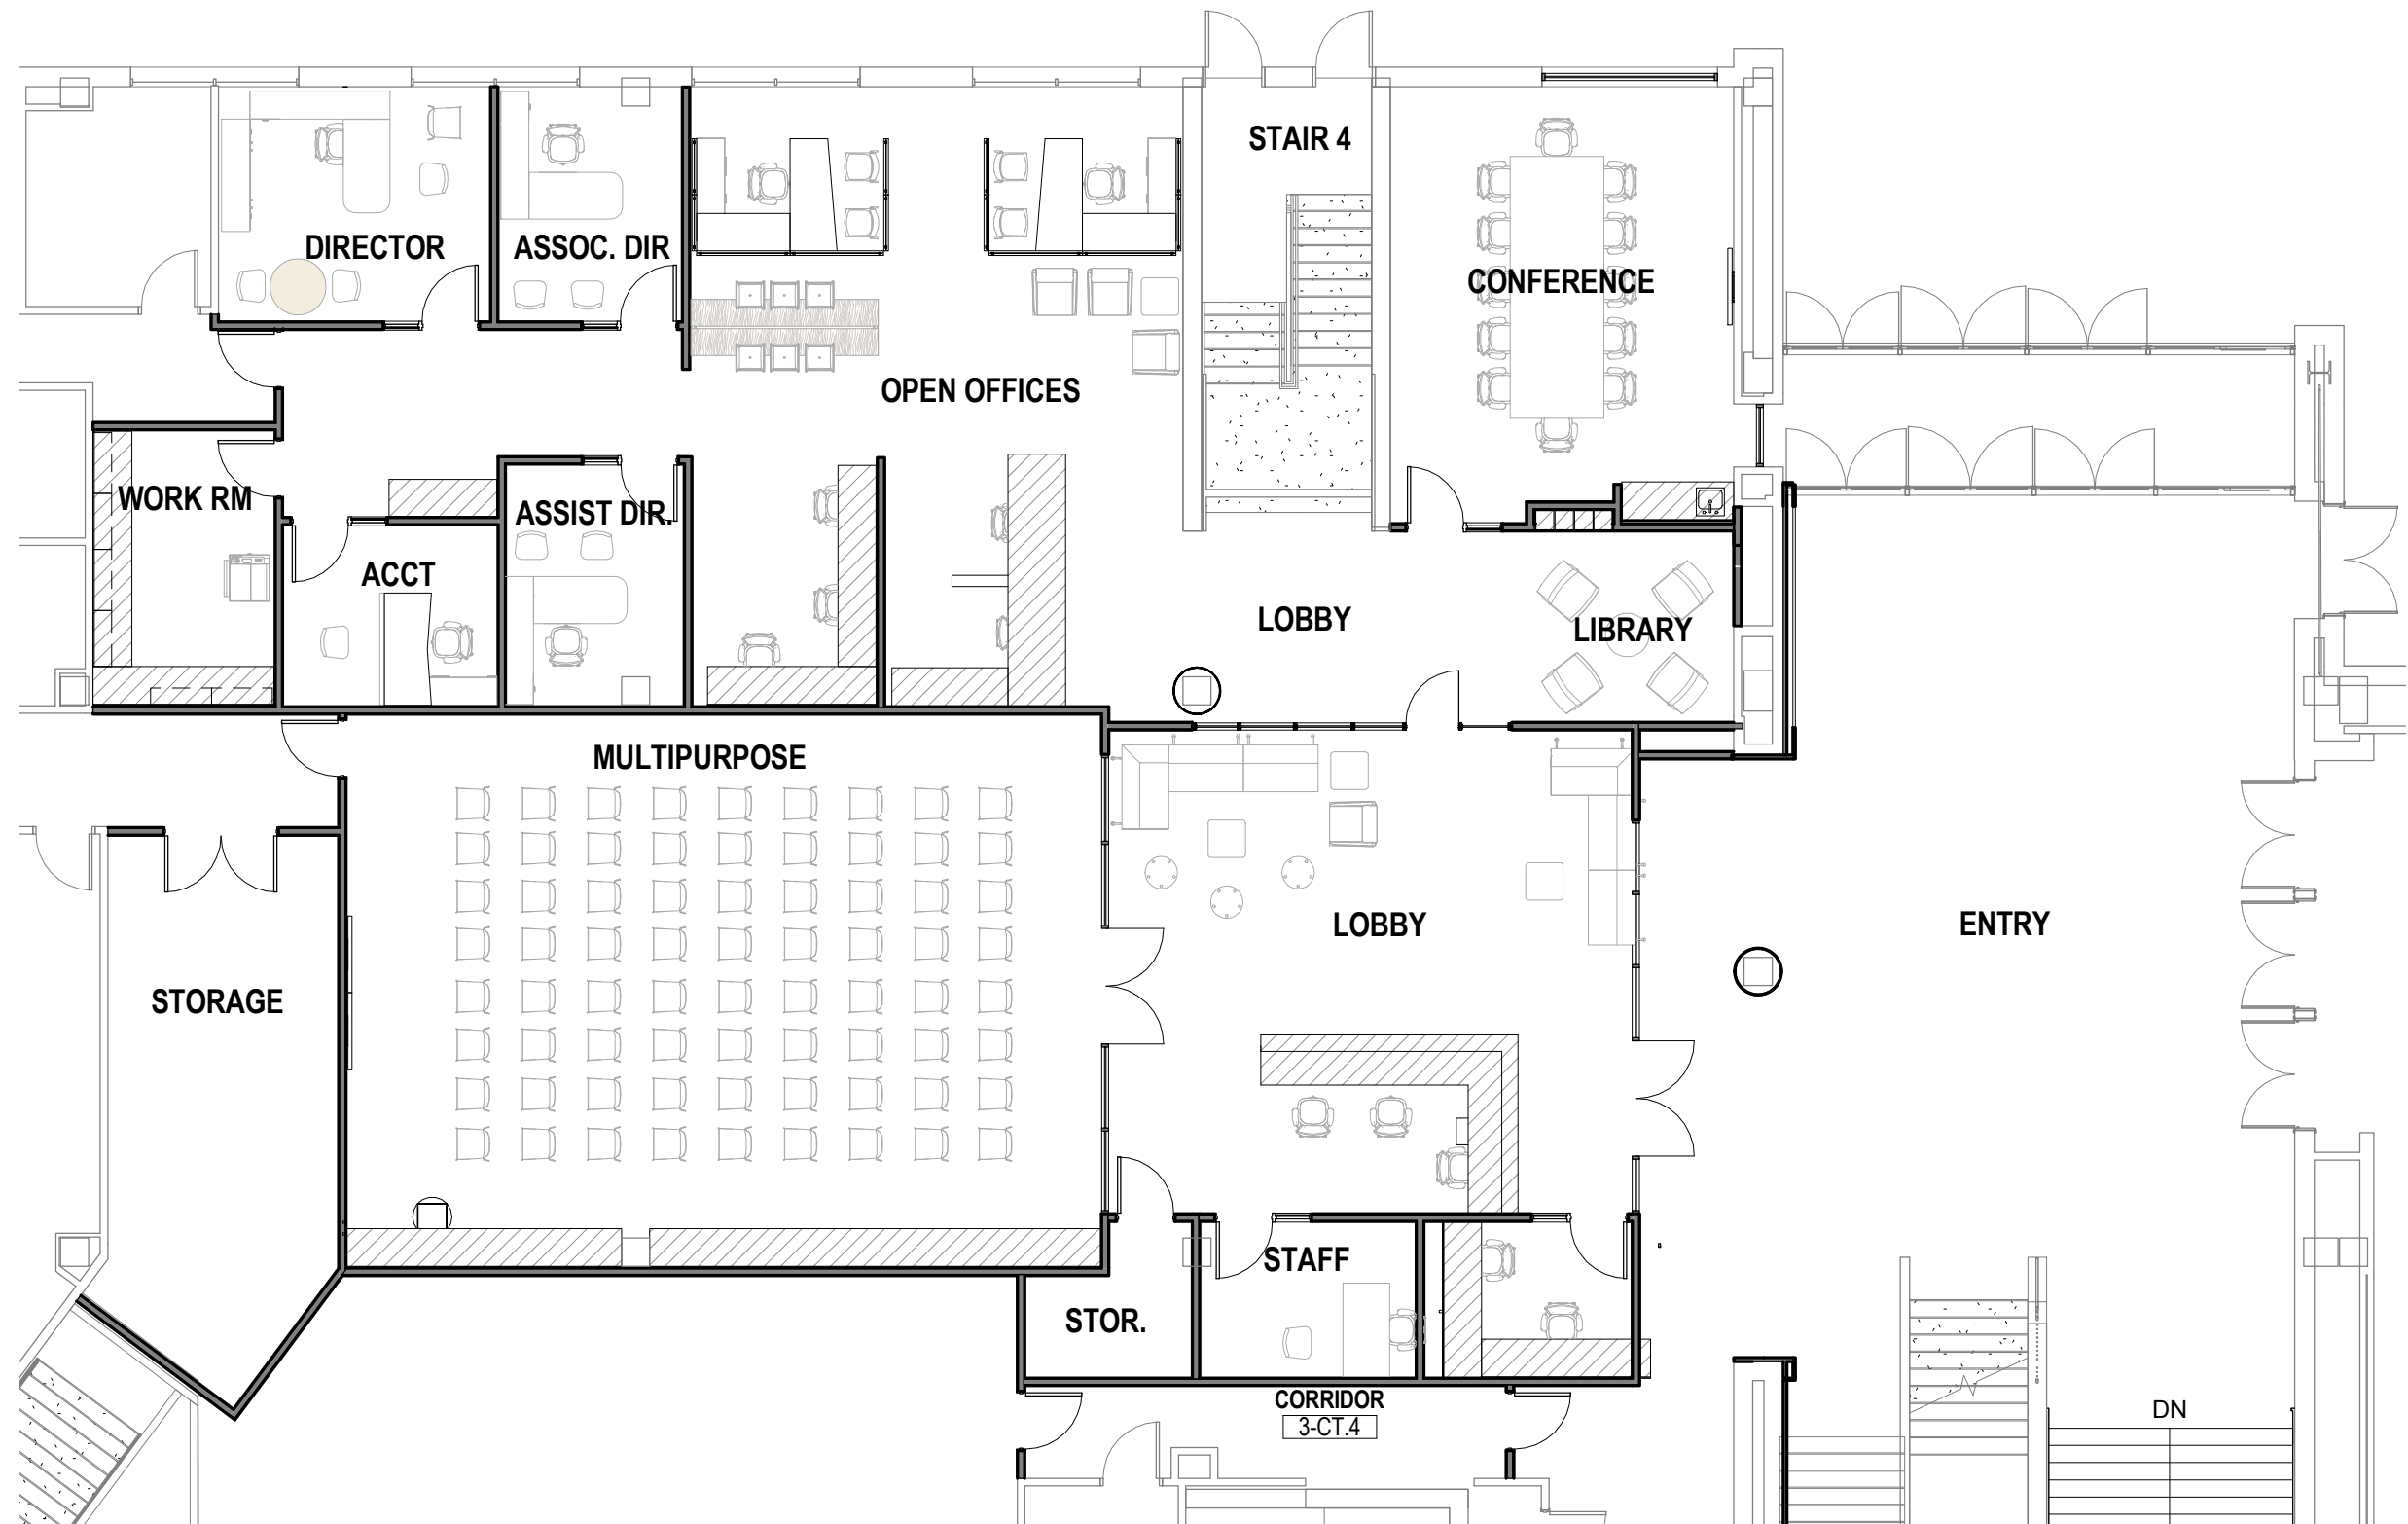 STAIR 4
DIRECTOR
ASSOC. DIR
CONFERENCE
OPEN OFFICES
WORK RM
ASSIST DIR.
ACCT
LOBBY
LIBRARY
MULTIPURPOSE
LOBBY
ENTRY
STORAGE
STAFF
STOR.
CORRIDOR
3-CT.4
DN